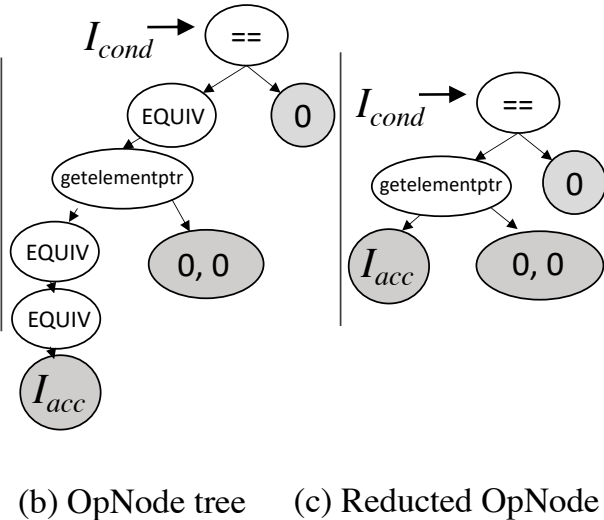 I_cond
==
EQUIV
0
getelementptr
EQUIV
0, 0
EQUIV
I_acc
(b) OpNode tree
I_cond
==
getelementptr
0
I_acc
0, 0
(c) Reducted OpNode